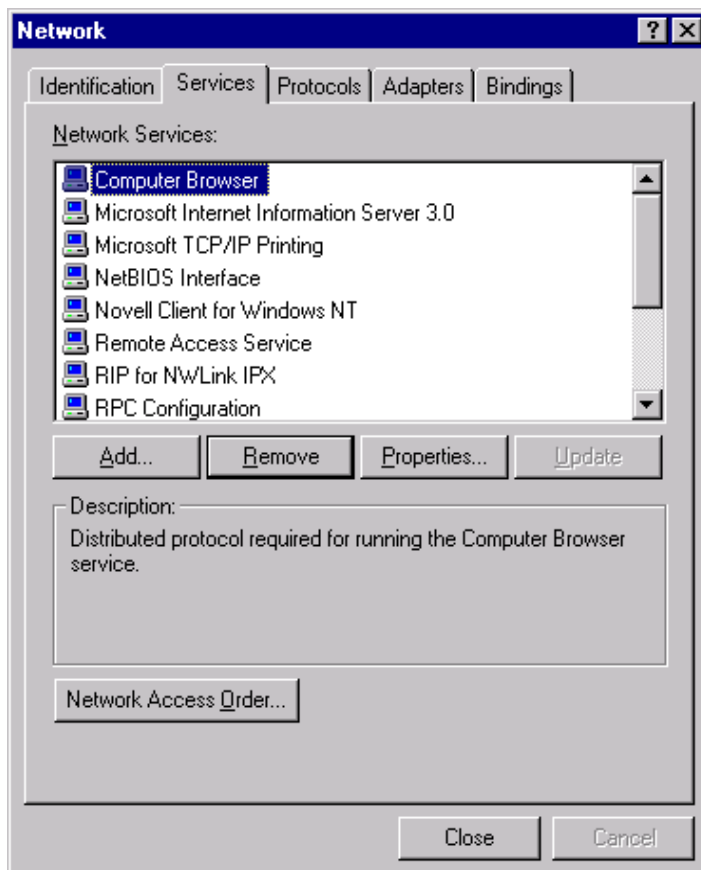 Network
Identification Services Protocols Adapters Bindings
Network Services:
Computer Browser
Microsoft Internet Information Server 3.0
Microsoft TCP/IP Printing
NetBIOS Interface
Novell Client for Windows NT
Remote Access Service
RIP for NWLink IPX
RPC Configuration
Add... Remove Properties... Update
Description:
Distributed protocol required for running the Computer Browser
service.
Network Access Order...
Close Cancel